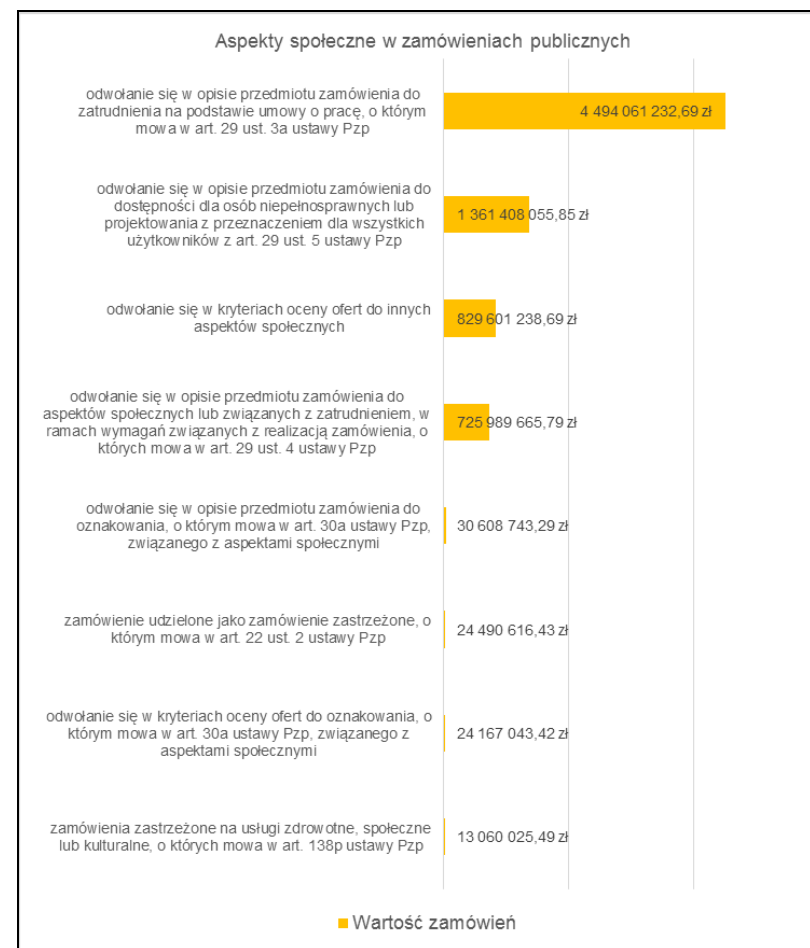 Aspekty społeczne w zamówieniach publicznych
odwołanie się w opisie przedmiotu zamówienia do
zatrudnienia na podstawie umowy o pracę, o którym
mowa w art. 29 ust. 3a ustawy Pzp
4 494 061 232,69 zł
odwołanie się w opisie przedmiotu zamówienia do
dostępności dla osób niepełnosprawnych lub
projektowania z przeznaczeniem dla wszystkich
użytkowników z art. 29 ust. 5 ustawy Pzp
1 361 408 055,85 zł
odwołanie się w kryteriach oceny ofert do innych
aspektów społecznych
829 601 238,69 zł
odwołanie się w opisie przedmiotu zamówienia do
aspektów społecznych lub związanych z zatrudnieniem, w
ramach wymagań związanych z realizacją zamówienia, o
których mowa w art. 29 ust. 4 ustawy Pzp
725 989 665,79 zł
odwołanie się w opisie przedmiotu zamówienia do
oznakowania, o którym mowa w art. 30a ustawy Pzp,
związanego z aspektami społecznymi
30 608 743,29 zł
zamówienie udzielone jako zamówienie zastrzeżone, o
którym mowa w art. 22 ust. 2 ustawy Pzp
24 490 616,43 zł
odwołanie się w kryteriach oceny ofert do oznakowania, o
którym mowa w art. 30a ustawy Pzp, związanego z
aspektami społecznymi
24 167 043,42 zł
zamówienia zastrzeżone na usługi zdrowotne, społeczne
lub kulturalne, o których mowa w art. 138p ustawy Pzp
13 060 025,49 zł
Wartość zamówień